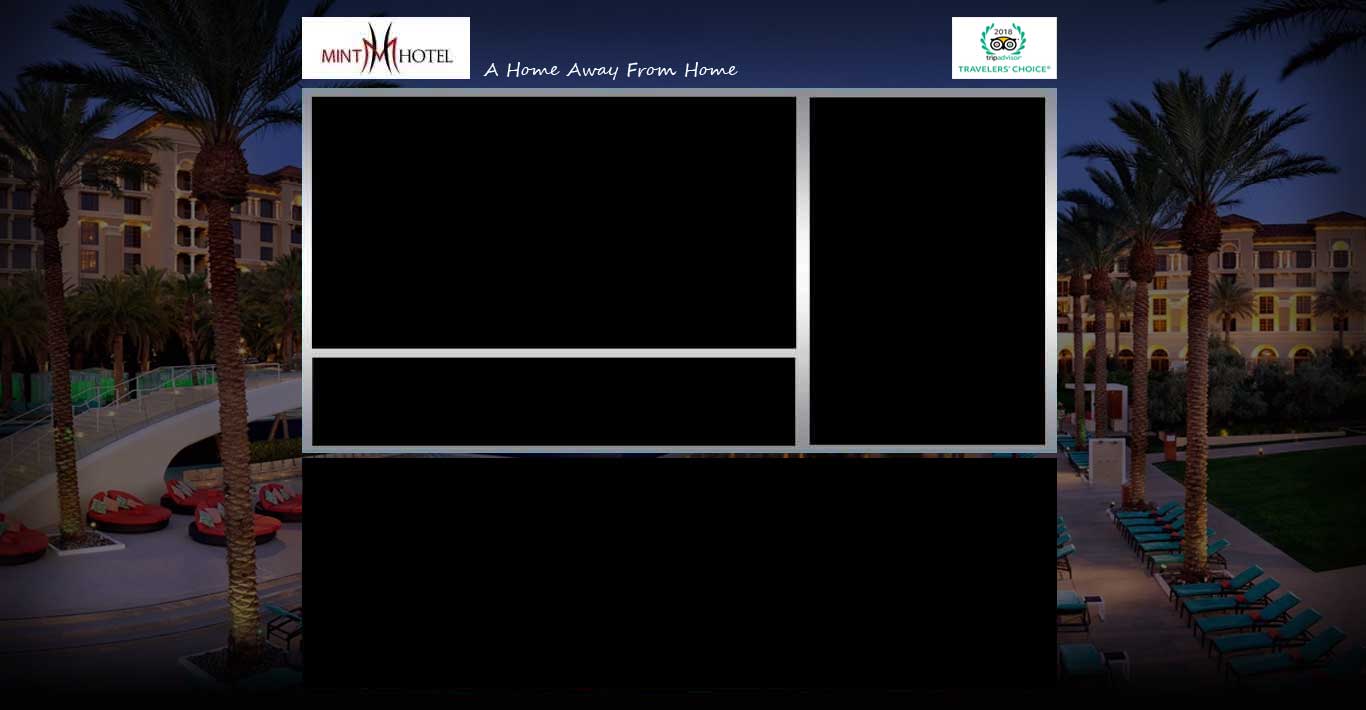 MINT HOTEL
A Home Away From Home
2018
tripadvisor®
TRAVELERS' CHOICE®